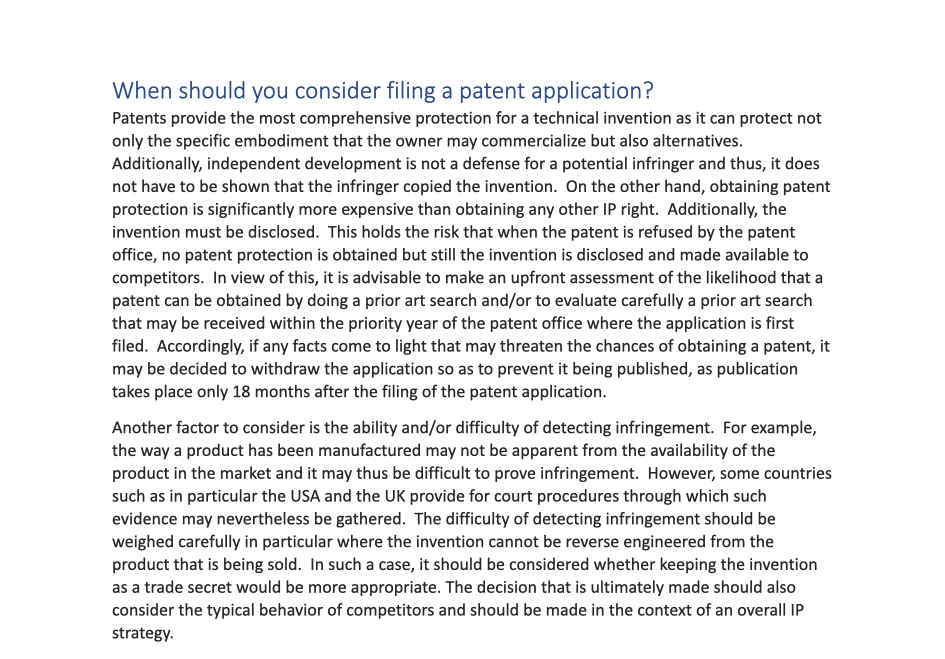 When should you consider filing a patent application?
Patents provide the most comprehensive protection for a technical invention as it can protect not
only the specific embodiment that the owner may commercialize but also alternatives.
Additionally, independent development is not a defense for a potential infringer and thus, it does
not have to be shown that the infringer copied the invention.  On the other hand, obtaining patent
protection is significantly more expensive than obtaining any other IP right.  Additionally, the
invention must be disclosed.  This holds the risk that when the patent is refused by the patent
office, no patent protection is obtained but still the invention is disclosed and made available to
competitors.  In view of this, it is advisable to make an upfront assessment of the likelihood that a
patent can be obtained by doing a prior art search and/or to evaluate carefully a prior art search
that may be received within the priority year of the patent office where the application is first
filed.  Accordingly, if any facts come to light that may threaten the chances of obtaining a patent, it
may be decided to withdraw the application so as to prevent it being published, as publication
takes place only 18 months after the filing of the patent application.
Another factor to consider is the ability and/or difficulty of detecting infringement.  For example,
the way a product has been manufactured may not be apparent from the availability of the
product in the market and it may thus be difficult to prove infringement.  However, some countries
such as in particular the USA and the UK provide for court procedures through which such
evidence may nevertheless be gathered.  The difficulty of detecting infringement should be
weighed carefully in particular where the invention cannot be reverse engineered from the
product that is being sold.  In such a case, it should be considered whether keeping the invention
as a trade secret would be more appropriate. The decision that is ultimately made should also
consider the typical behavior of competitors and should be made in the context of an overall IP
strategy.